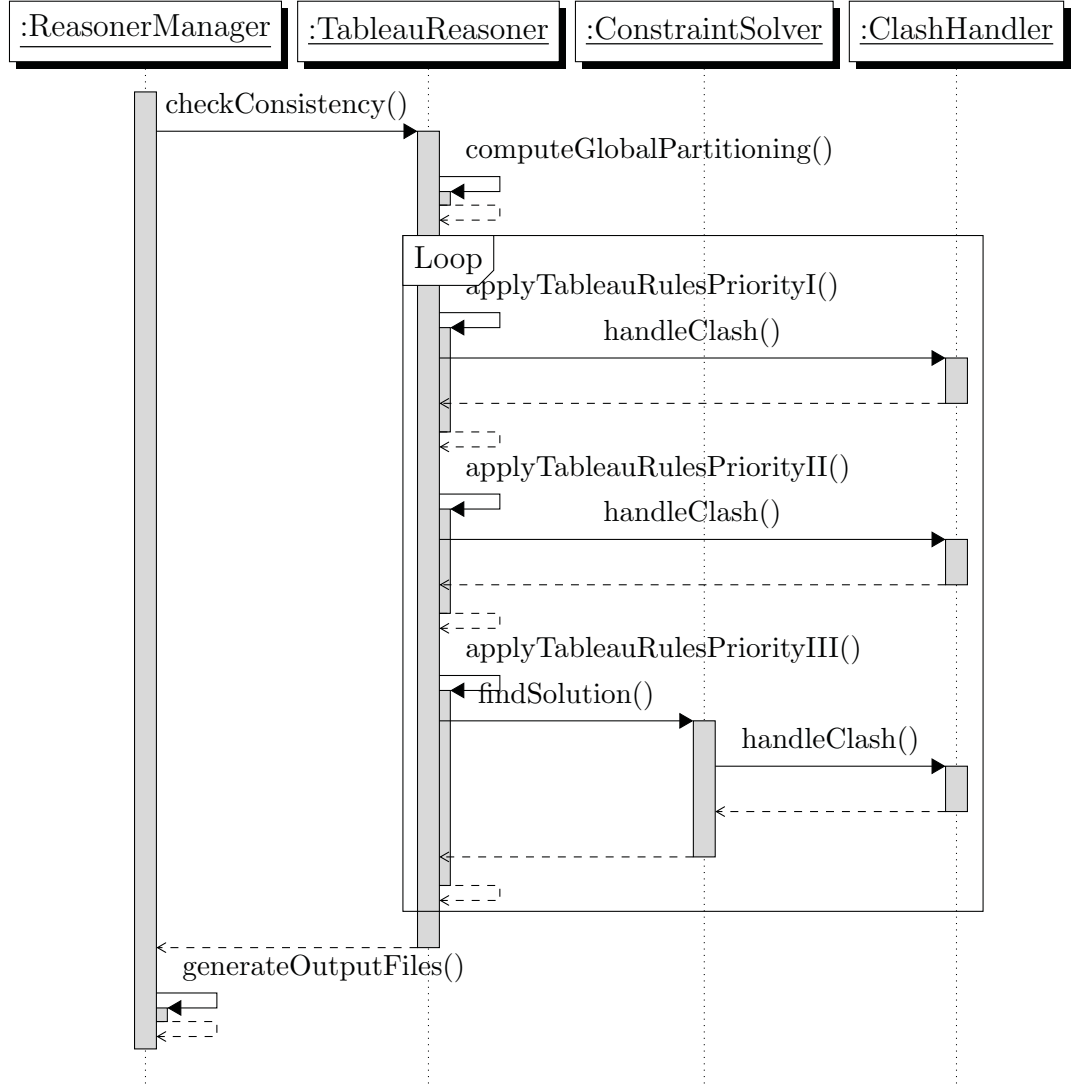 :ReasonerManager
:TableauReasoner
:ConstraintSolver
:ClashHandler
checkConsistency()
computeGlobalPartitioning()
Loop
applyTableauRulesPriorityI()
handleClash()
applyTableauRulesPriorityII()
handleClash()
applyTableauRulesPriorityIII()
findSolution()
handleClash()
generateOutputFiles()